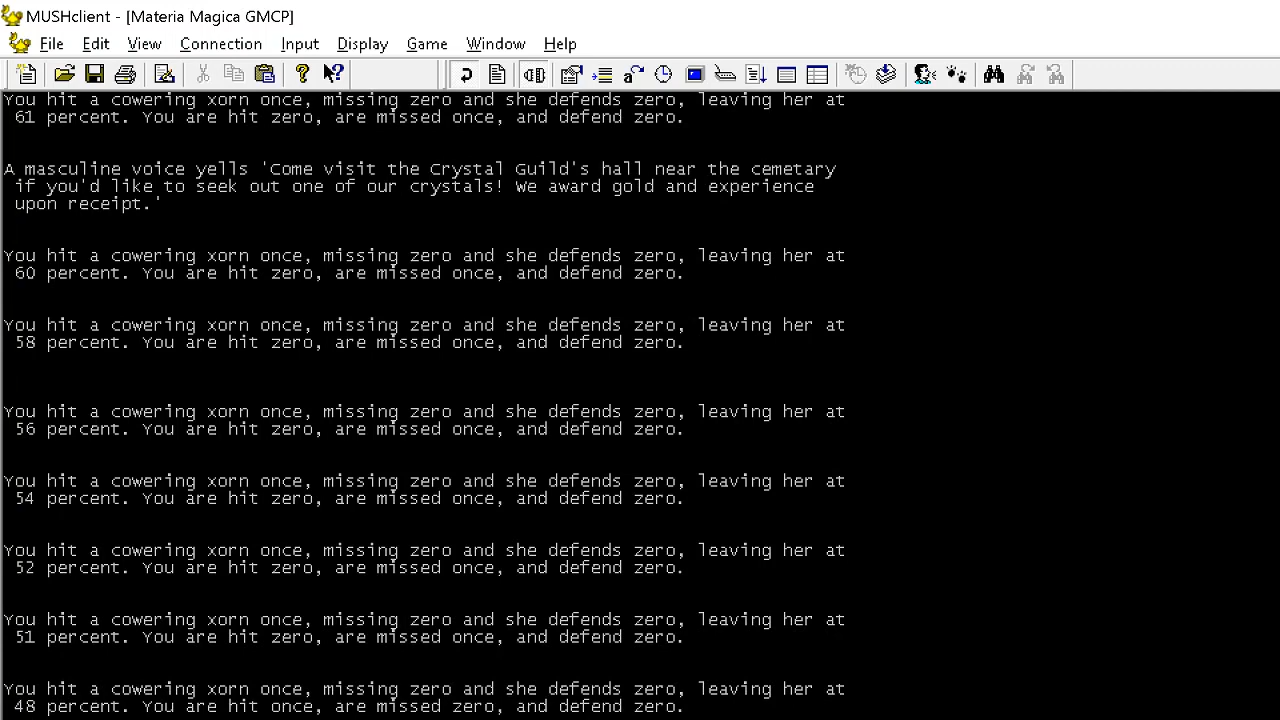 MUSHclient - [Materia Magica GMCP]
File Edit View Connection Input Display Game Window Help
You hit a cowering xorn once, missing zero and she defends zero, leaving her at
61 percent. You are hit zero, are missed once, and defend zero.
A masculine voice yells 'Come visit the Crystal Guild's hall near the cemetary
if you'd like to seek out one of our crystals! We award gold and experience
upon receipt.'
You hit a cowering xorn once, missing zero and she defends zero, leaving her at
60 percent. You are hit zero, are missed once, and defend zero.
You hit a cowering xorn once, missing zero and she defends zero, leaving her at
58 percent. You are hit zero, are missed once, and defend zero.
You hit a cowering xorn once, missing zero and she defends zero, leaving her at
56 percent. You are hit zero, are missed once, and defend zero.
You hit a cowering xorn once, missing zero and she defends zero, leaving her at
54 percent. You are hit zero, are missed once, and defend zero.
You hit a cowering xorn once, missing zero and she defends zero, leaving her at
52 percent. You are hit zero, are missed once, and defend zero.
You hit a cowering xorn once, missing zero and she defends zero, leaving her at
51 percent. You are hit zero, are missed once, and defend zero.
You hit a cowering xorn once, missing zero and she defends zero, leaving her at
48 percent. You are hit once, are missed zero, and defend zero.